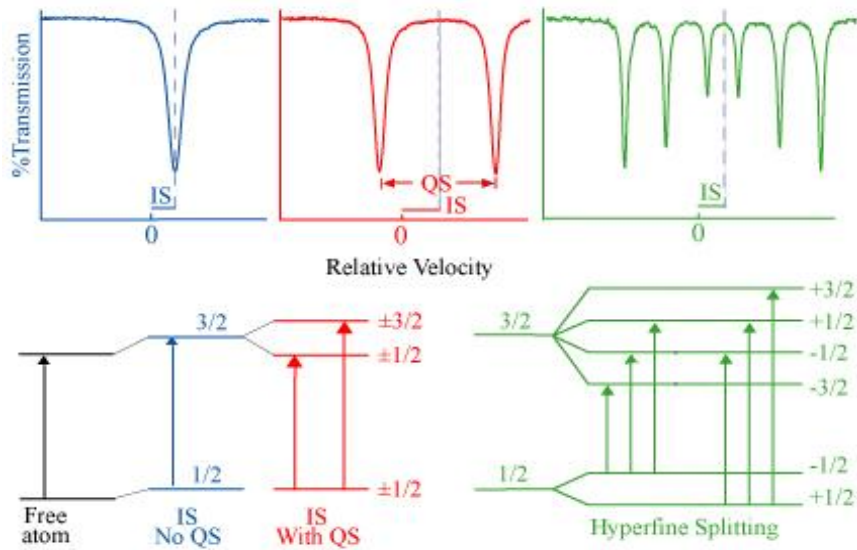 %Transmission
IS
0
QS
IS
0
IS
0
Relative Velocity
3/2
1/2
±3/2
±1/2
±1/2
3/2
1/2
+3/2
+1/2
-1/2
-3/2
-1/2
+1/2
Free
atom
IS
No QS
IS
With QS
Hyperfine Splitting